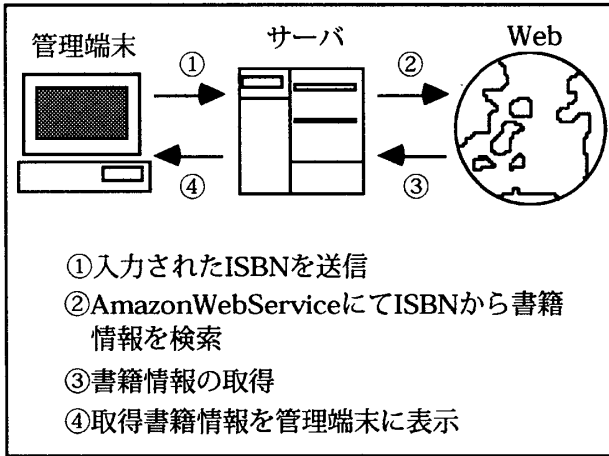 管理端末
サーバ
Web
①
②
④
③
①入力されたISBNを送信
②AmazonWebServiceにてISBNから書籍
情報を検索
③書籍情報の取得
④取得書籍情報を管理端末に表示